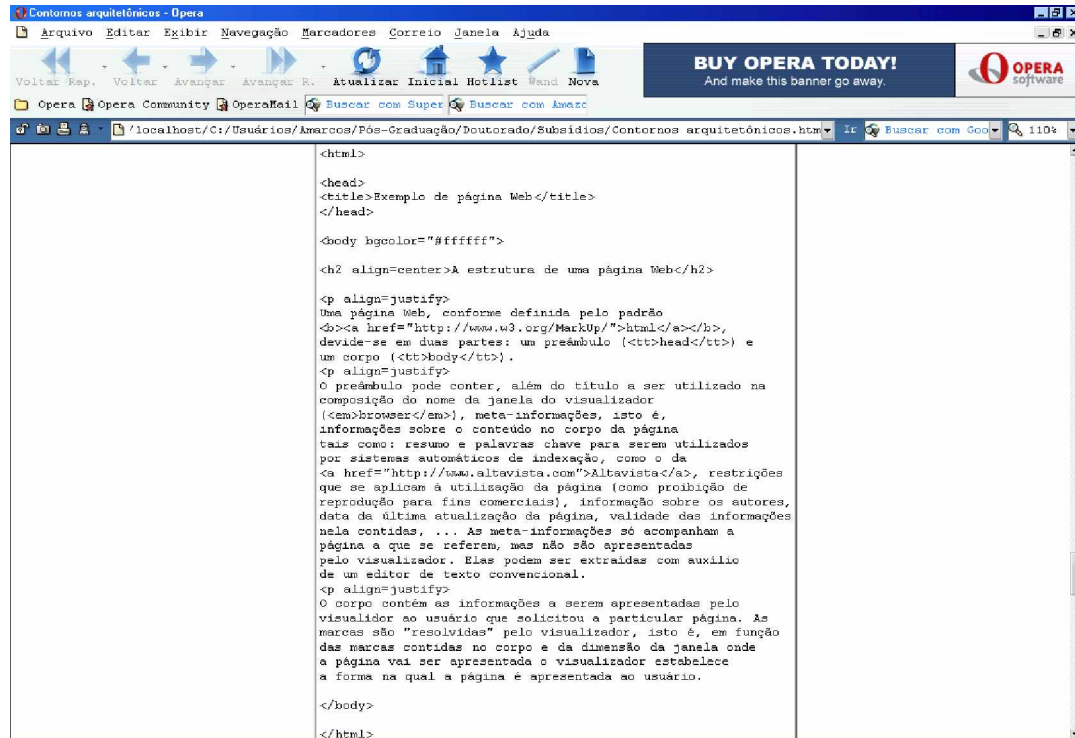 Contornos arquitetônicos - Opera
Arquivo Editar Exibir Navegação Marcadores Correio Janela Ajuda
Voltar Rap. Voltar Avançar Avançar R. Atualizar Inicial Hotlist Wand Nova
BUY OPERA TODAY!
And make this banner go away.
OPERA
software
Opera Opera Community OperaMail Buscar com Super Buscar com Amazo
/localhost/C:/Usuários/Amarcos/Pós-Graduação/Doutorado/Subsídios/Contornos arquitetônicos.htm Ir Buscar com Goo 110%
<html>
<head>
<title>Exemplo de página Web</title>
</head>
<body bgcolor="#ffffff">
<h2 align=center>A estrutura de uma página Web</h2>
<p align=justify>
Uma página Web, conforme definida pelo padrão
<b><a href="http://www.w3.org/MarkUp/">html</a></b>,
devide-se em duas partes: um preâmbulo (<tt>head</tt>) e
um corpo (<tt>body</tt>).
<p align=justify>
O preâmbulo pode conter, além do título a ser utilizado na
composição do nome da janela do visualizador
(<em>browser</em>), meta-informações, isto é,
informações sobre o conteúdo no corpo da página
tais como: resumo e palavras chave para serem utilizados
por sistemas automáticos de indexação, como o da
<a href="http://www.altavista.com">Altavista</a>, restrições
que se aplicam à utilização da página (como proibição de
reprodução para fins comerciais), informação sobre os autores,
data da última atualização da página, validade das informações
nela contidas, ... As meta-informações só acompanham a
página a que se referem, mas não são apresentadas
pelo visualizador. Elas podem ser extraídas com auxílio
de um editor de texto convencional.
<p align=justify>
O corpo contém as informações a serem apresentadas pelo
visualidor ao usuário que solicitou a particular página. As
marcas são "resolvidas" pelo visualizador, isto é, em função
das marcas contidas no corpo e da dimensão da janela onde
a página vai ser apresentada o visualizador estabelece
a forma na qual a página é apresentada ao usuário.
</body>
</html>